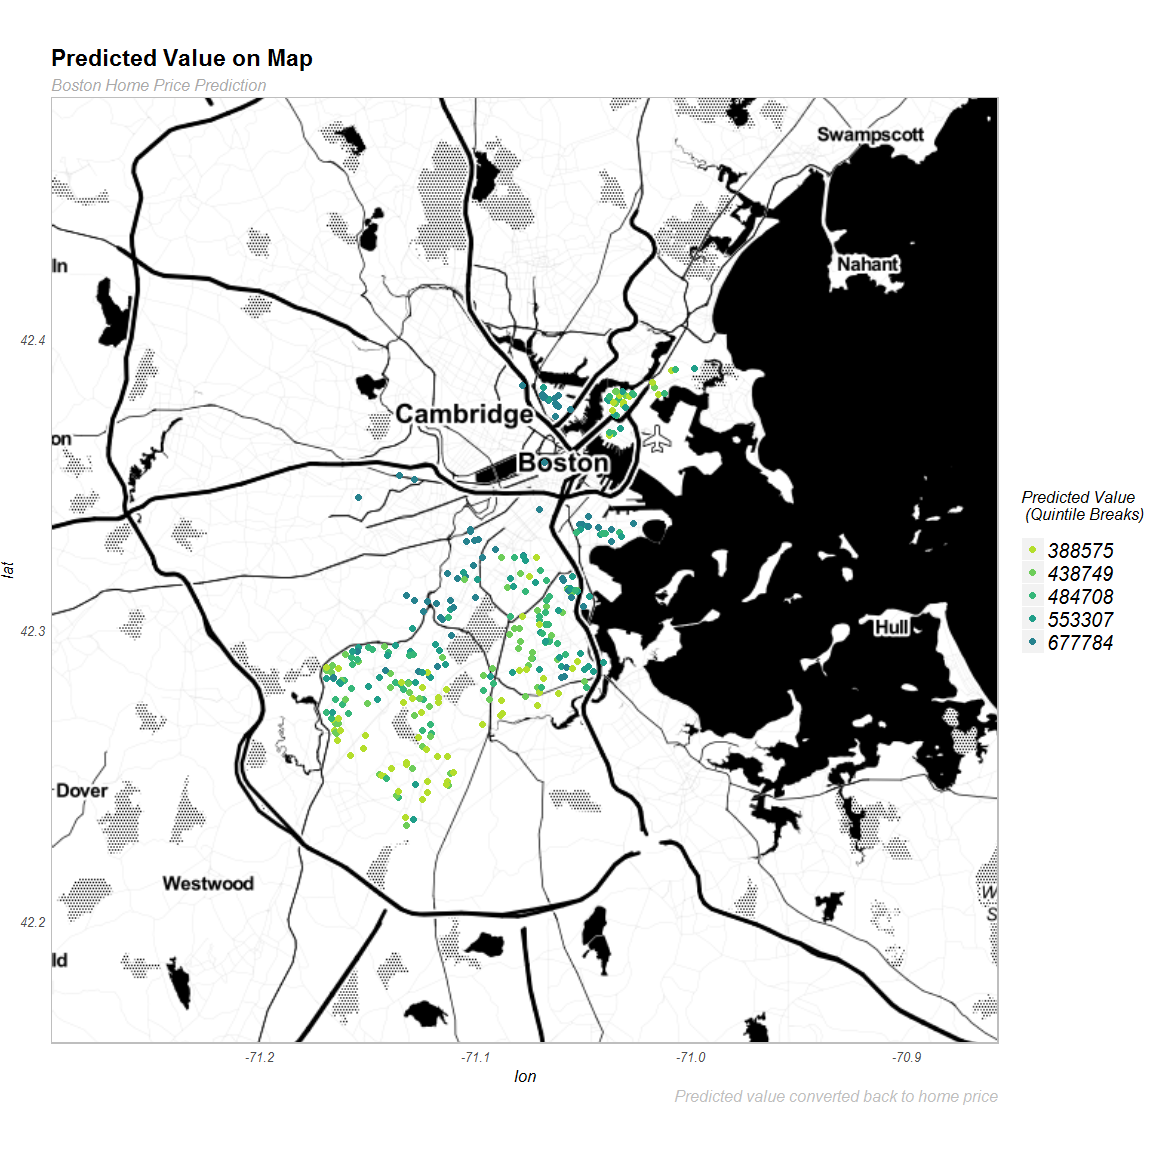 Predicted Value on Map
Boston Home Price Prediction
Swampscott
ln
Nahant
42.4
Cambridge
on
Boston
Predicted Value
(Quintile Breaks)
388575
438749
484708
553307
677784
lat
42.3
Hull
Dover
Westwood
W
S
42.2
ld
-71.2
-71.1
-71.0
-70.9
lon
Predicted value converted back to home price